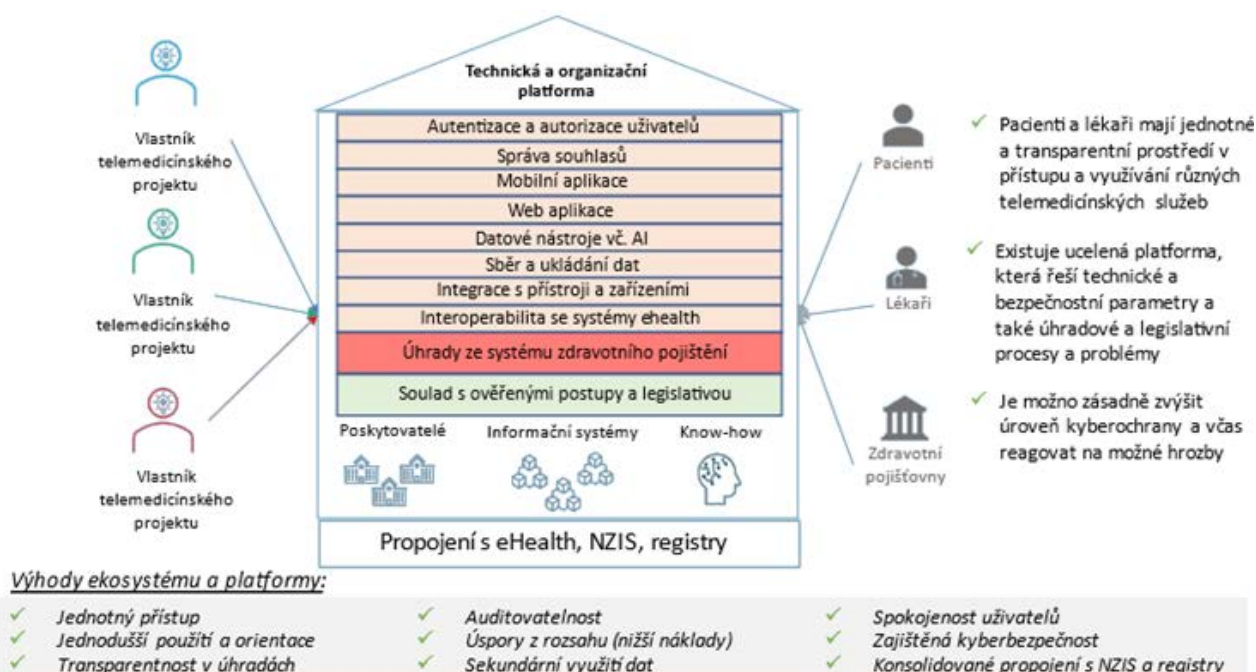 Technická a organizační
platforma
Autentizace a autorizace uživatelů
Správa souhlasů
Mobilní aplikace
Web aplikace
Datové nástroje vč. AI
Sběr a ukládání dat
Integrace s přístroji a zařízeními
Interoperabilita se systémy ehealth
Úhrady ze systému zdravotního pojištění
Soulad s ověřenými postupy a legislativou
Poskytovatelé
Informační systémy
Know-how
Propojení s eHealth, NZIS, registry
Vlastník
telemedicínského
projektu
Vlastník
telemedicínského
projektu
Vlastník
telemedicínského
projektu
Pacienti
Lékaři
Zdravotní
pojišťovny
✓ Pacienti a lékaři mají jednotné
a transparentní prostředí v
přístupu a využívání různých
telemedicínských služeb
✓ Existuje ucelená platforma,
která řeší technické a
bezpečnostní parametry a
také úhradové a legislativní
procesy a problémy
✓ Je možno zásadně zvýšit
úroveň kyberochrany a včas
reagovat na možné hrozby
Výhody ekosystému a platformy:
✓ Jednotný přístup
✓ Jednodušší použití a orientace
✓ Transparentnost v úhradách
✓ Auditovatelnost
✓ Úspory z rozsahu (nižší náklady)
✓ Sekundární využití dat
✓ Spokojenost uživatelů
✓ Zajištěná kyberbezpečnost
✓ Konsolidované propojení s NZIS a registry